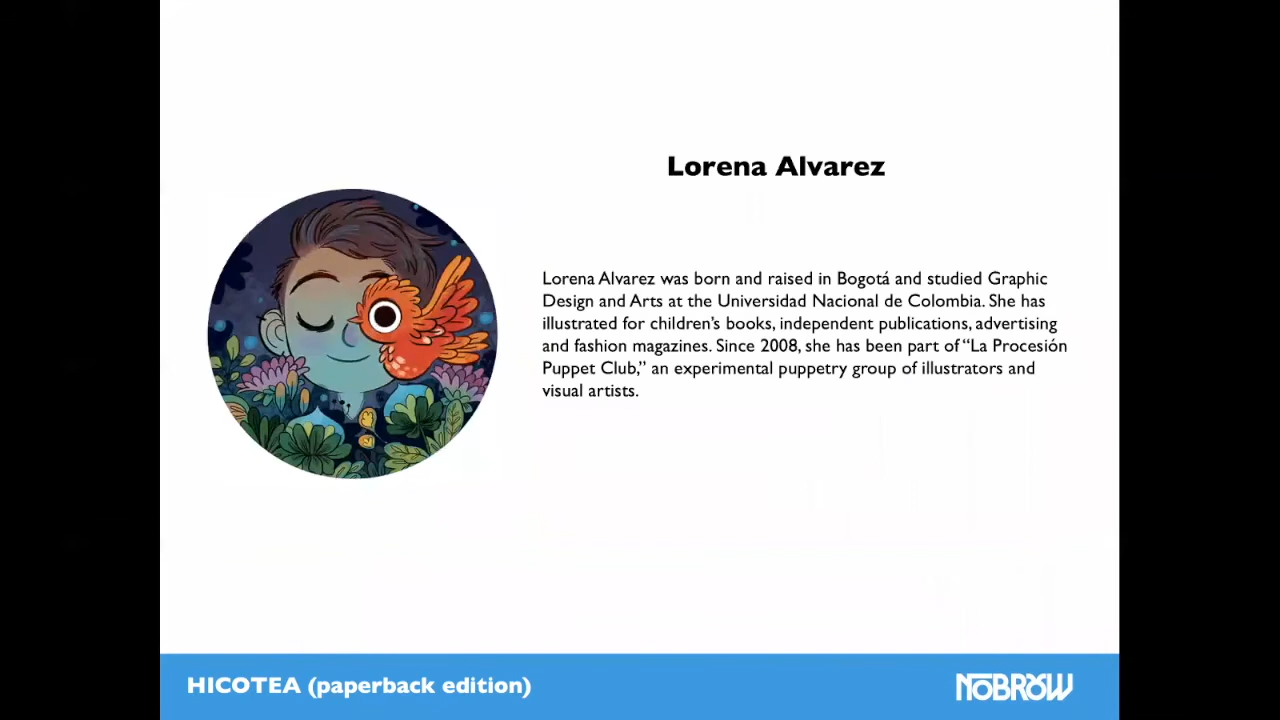 Lorena Alvarez
Lorena Alvarez was born and raised in Bogotá and studied Graphic
Design and Arts at the Universidad Nacional de Colombia. She has
illustrated for children’s books, independent publications, advertising
and fashion magazines. Since 2008, she has been part of “La Procesión
Puppet Club,” an experimental puppetry group of illustrators and
visual artists.
HICOTEA (paperback edition)
NOBROW